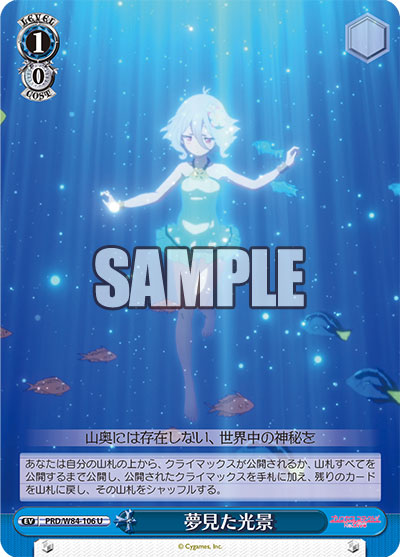 LEVEL
1
0
COST
SAMPLE
山奥には存在しない、世界中の神秘を
あなたは自分の山札の上から、クライマックスが公開されるか、山札すべてを
公開するまで公開し、公開されたクライマックスを手札に加え、残りのカード
を山札に戻し、その山札をシャッフルする。
EV
PRD/W84-106 U
夢見た光景
© Cygames, Inc.